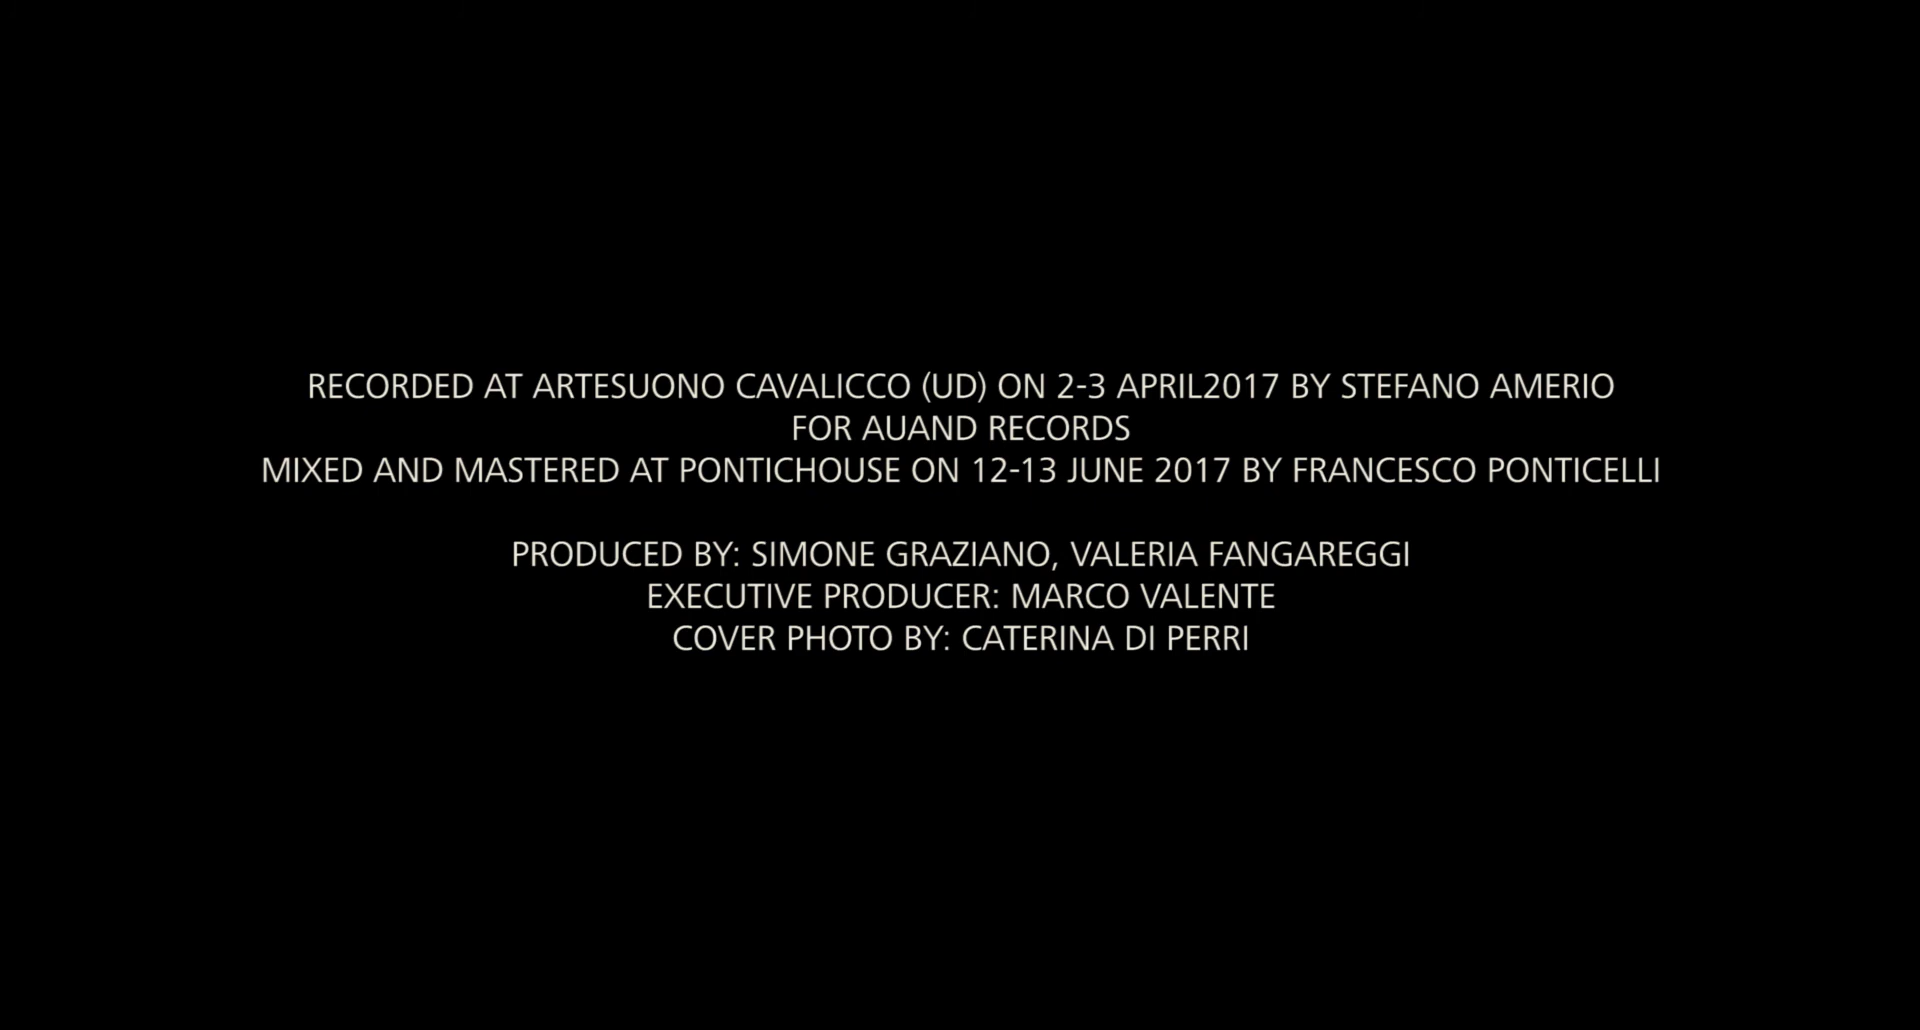 RECORDED AT ARTESUONO CAVALICCO (UD) ON 2-3 APRIL2017 BY STEFANO AMERIO
FOR AUAND RECORDS
MIXED AND MASTERED AT PONTICHOUSE ON 12-13 JUNE 2017 BY FRANCESCO PONTICELLI
PRODUCED BY: SIMONE GRAZIANO, VALERIA FANGAREGGI
EXECUTIVE PRODUCER: MARCO VALENTE
COVER PHOTO BY: CATERINA DI PERRI